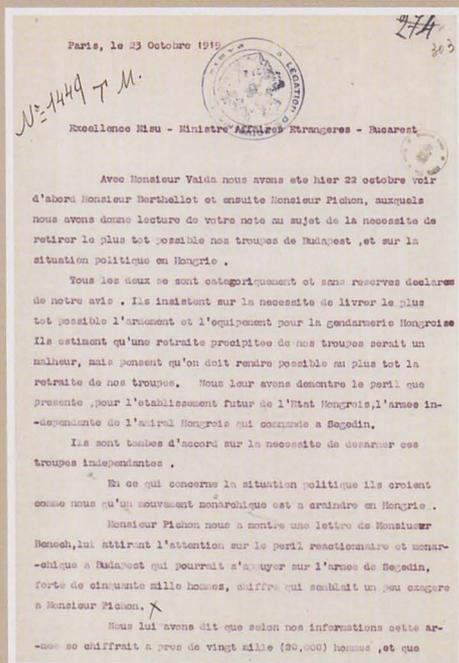 274
303
Paris, le 23 Octobre 1919
LEGATION
Nº 1449
M.
Excellence Misu - Ministre Affaires Etrangeres - Bucarest
Avec Monsieur Vaida nous avons ete hier 22 octobre voir
d'abord Monsieur Berthellot et ensuite Monsieur Pichon, auxquels
nous avons donne lecture de votre note au sujet de la necessite de
retirer le plus tot possible nos troupes de Budapest ,et sur la
situation politique en Hongrie .
Tous les deux se sont categoriquement et sans reserves declares
de notre avis . Ils insistent sur la necessite de livrer le plus
tot possible l'armement et l'equipement pour la gendarmerie Hongroise
Ils estiment qu'une retraite precipitee de nos troupes serait un
malheur, mais pensent qu'on doit rendre possible au plus tot la
retraite de nos troupes. Nous leur avons demontre le peril que
presente ,pour l'etablissement futur de l'Etat Hongrois,l'armee in-
-dependante de l'amiral Hongrois qui commande a Segedin.
Ils sont tombes d'accord sur la necessite de desarmer ces
troupes independantes .
En ce qui concerne la situation politique ils croient
comme nous qu'un mouvement monarchique est a craindre en Hongrie .
Monsieur Pichon nous a montre une lettre de Monsieur
Benech,lui attirant l'attention sur le peril reactionnaire et monar-
-chique a Budapest qui pourrait s'appuyer sur l'armee de Segedin,
forte de cinquante mille hommes, chiffre qui semblait un peu exagere
a Monsieur Pichon. X
Nous lui avons dit que selon nos informations cette ar-
-mee se chiffrait a pres de vingt mille (20,000) hommes ,et que